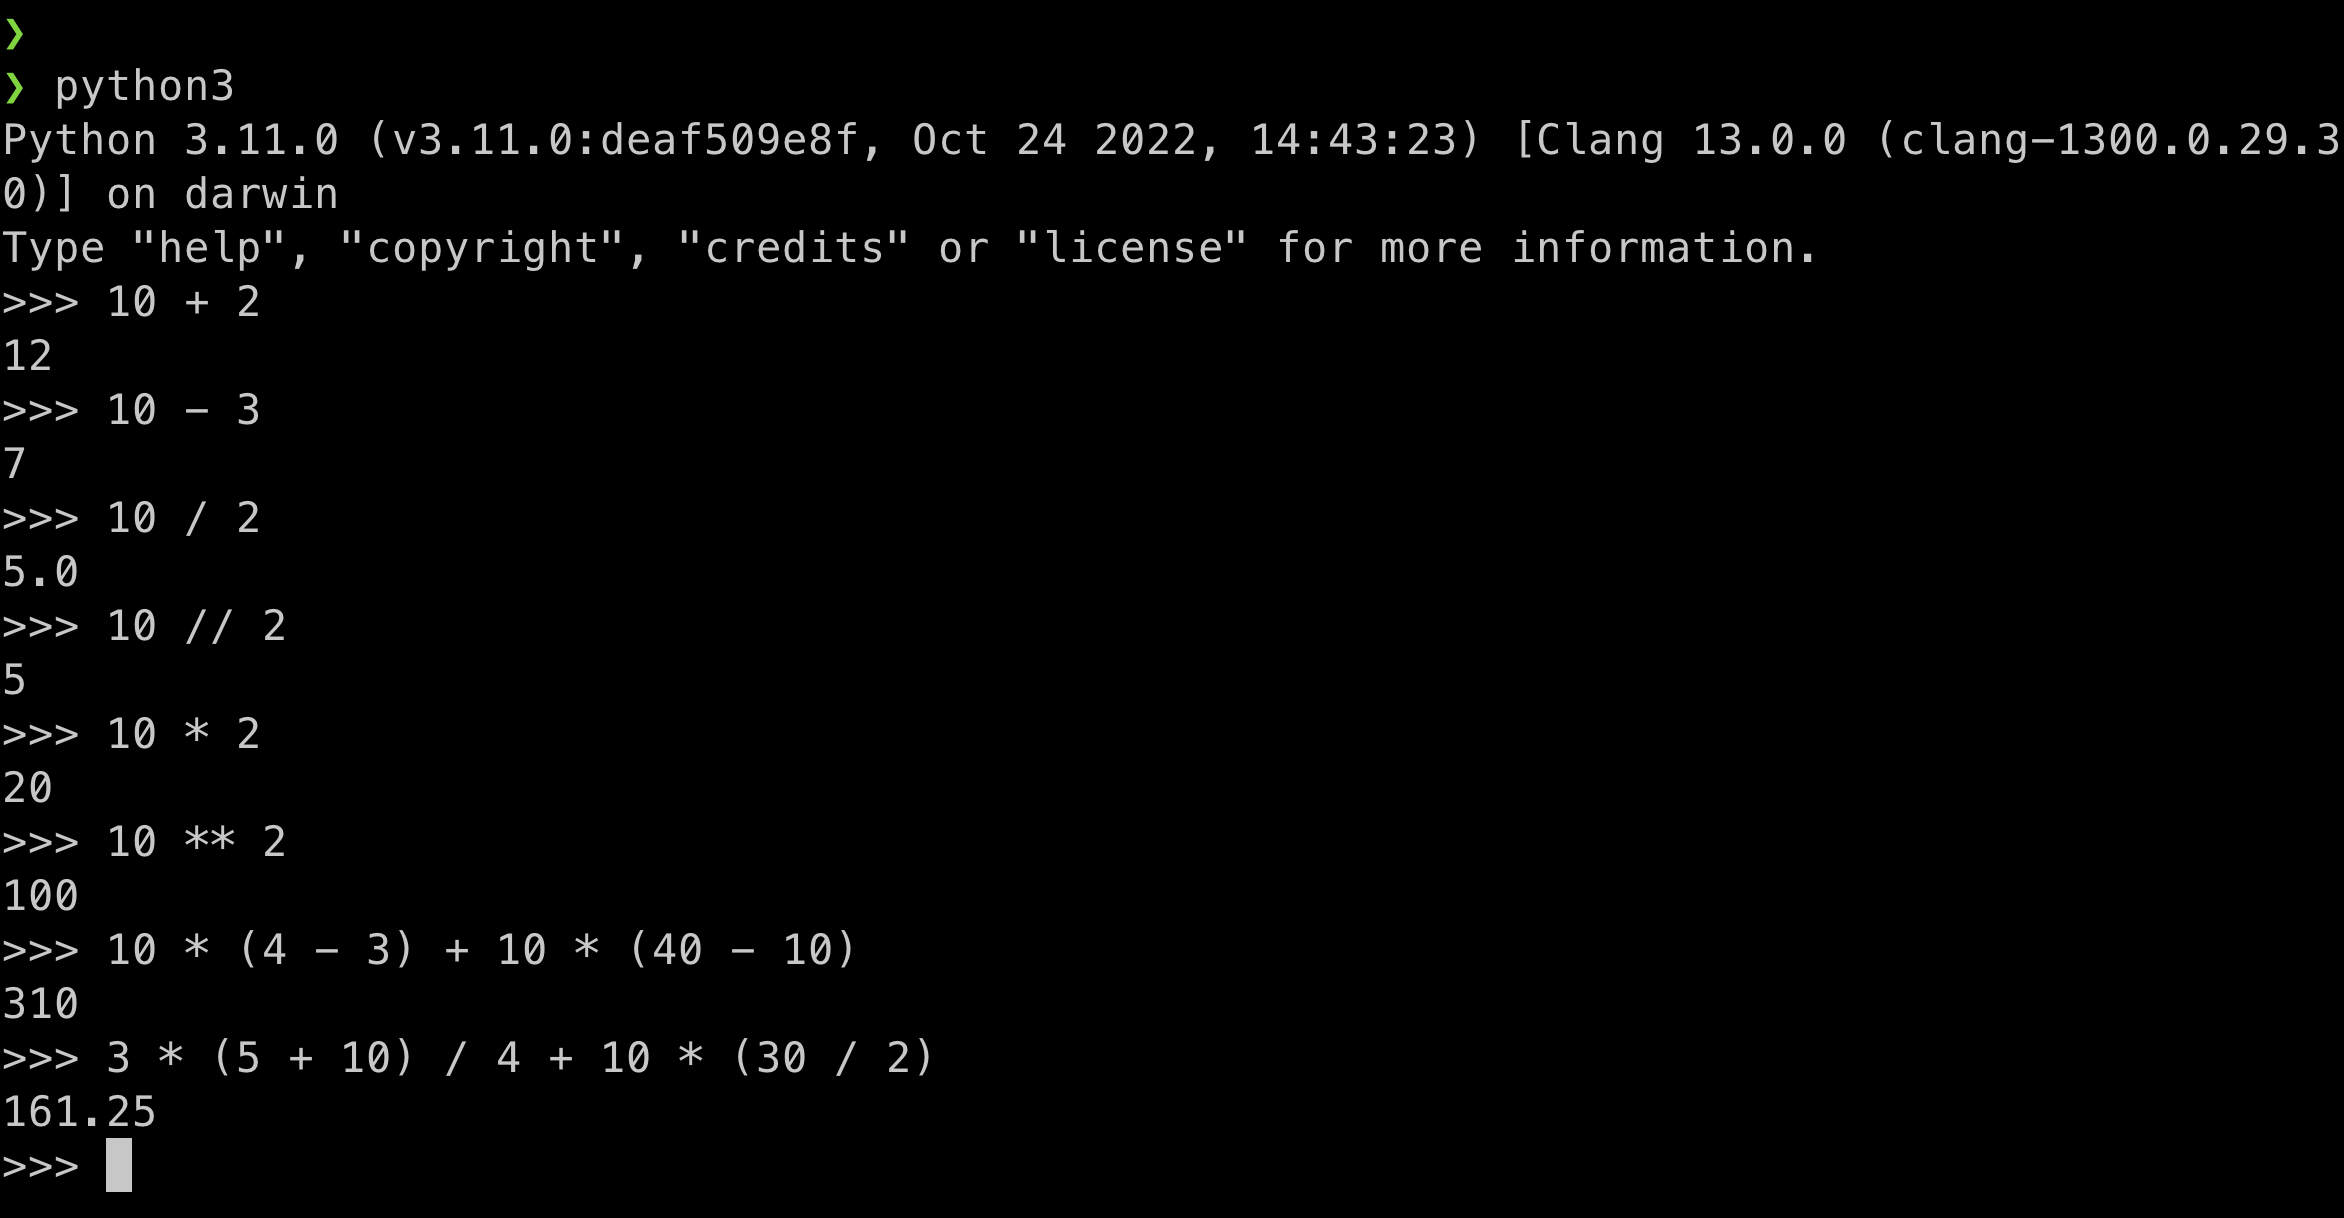 ❯
❯ python3
Python 3.11.0 (v3.11.0:deaf509e8f, Oct 24 2022, 14:43:23) [Clang 13.0.0 (clang-1300.0.29.3
0)] on darwin
Type "help", "copyright", "credits" or "license" for more information.
>>> 10 + 2
12
>>> 10 - 3
7
>>> 10 / 2
5.0
>>> 10 // 2
5
>>> 10 * 2
20
>>> 10 ** 2
100
>>> 10 * (4 - 3) + 10 * (40 - 10)
310
>>> 3 * (5 + 10) / 4 + 10 * (30 / 2)
161.25
>>>